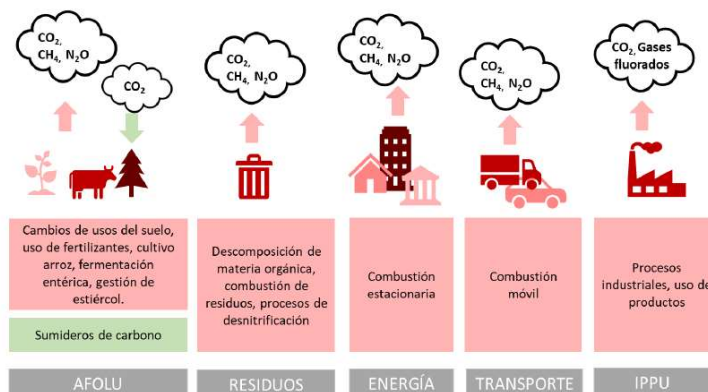 CO₂,
CH₄, N₂O
CO₂
CO₂,
CH₄, N₂O
CO₂,
CH₄, N₂O
CO₂,
CH₄, N₂O
CO₂, Gases
fluorados
Cambios de usos del suelo,
uso de fertilizantes, cultivo
arroz, fermentación
entérica, gestión de
estiércol.
Sumideros de carbono
Descomposición de
materia orgánica,
combustión de
residuos, procesos de
desnitrificación
Combustión
estacionaria
Combustión
móvil
Procesos
industriales, uso de
productos
AFOLU
RESIDUOS
ENERGÍA
TRANSPORTE
IPPU